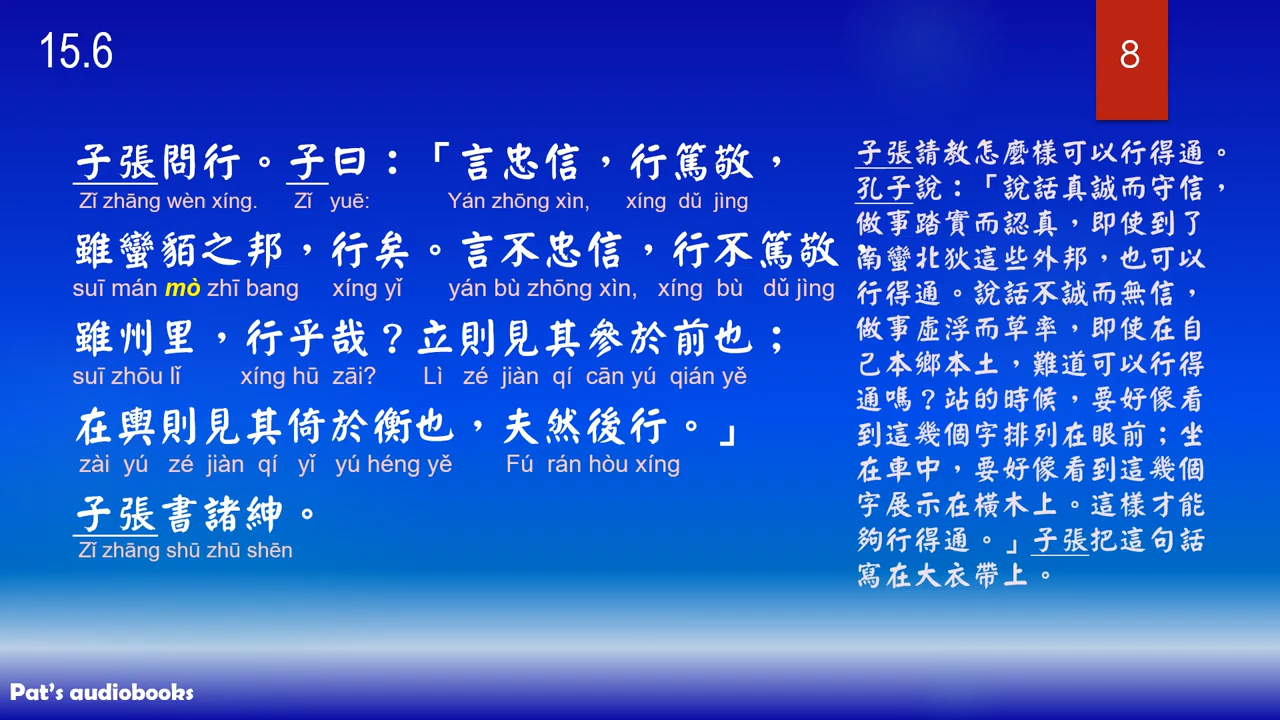 15.6
8
子張問行。子曰：「言忠信，行篤敬，
Zǐ zhāng wèn xíng. Zǐ yuē: Yán zhōng xìn, xíng dǔ jìng
雖蠻貊之邦，行矣。言不忠信，行不篤敬
suī mán mò zhī bang xíng yǐ yán bù zhōng xìn, xíng bù dǔ jìng
雖州里，行乎哉？立則見其參於前也；
suī zhōu lǐ xíng hū zāi? Lì zé jiàn qí cān yú qián yě
在輿則見其倚於衡也，夫然後行。」
zài yú zé jiàn qí yǐ yú héng yě Fú rán hòu xíng
子張書諸紳。
Zǐ zhāng shū zhū shēn
子張請教怎麼樣可以行得通。
孔子說：「說話真誠而守信，
做事踏實而認真，即使到了
南蠻北狄這些外邦，也可以
行得通。說話不誠而無信，
做事虛浮而草率，即使在自
己本鄉本土，難道可以行得
通嗎？站的時候，要好像看
到這幾個字排列在眼前；坐
在車中，要好像看到這幾個
字展示在橫木上。這樣才能
夠行得通。」子張把這句話
寫在大衣帶上。
Pat's audiobooks